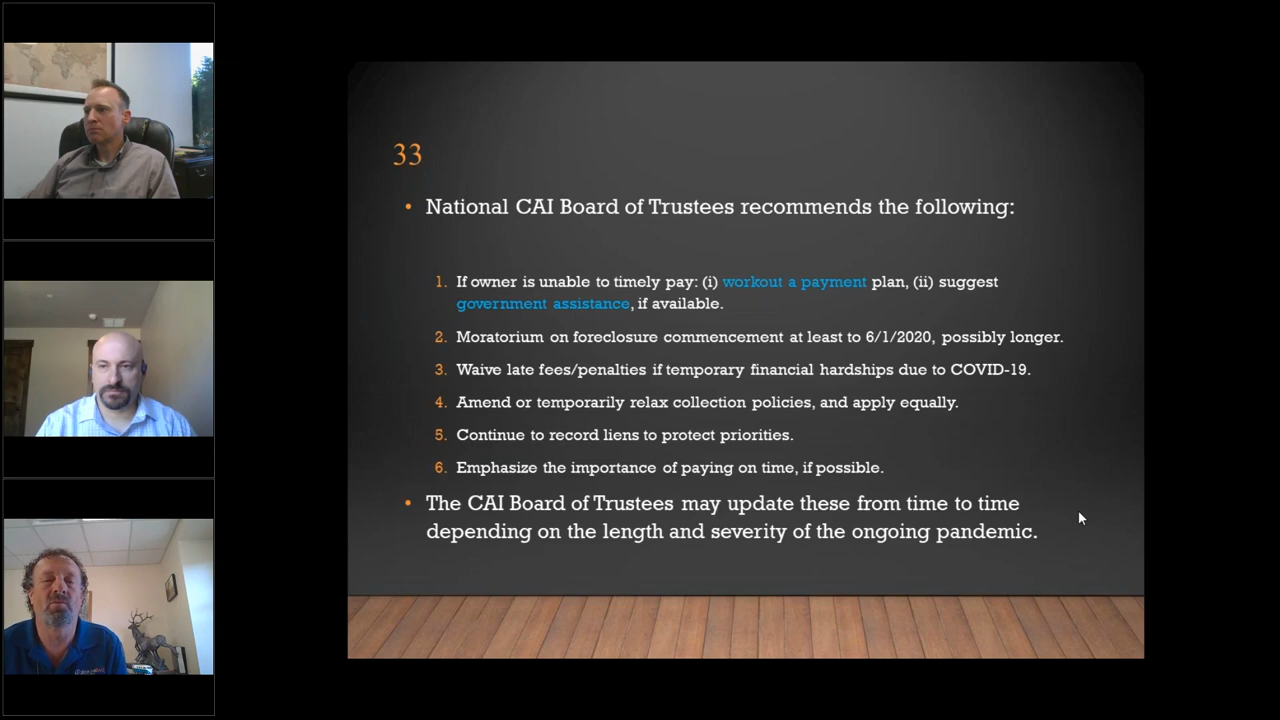 33
• National CAI Board of Trustees recommends the following:
1. If owner is unable to timely pay: (i) workout a payment plan, (ii) suggest
government assistance, if available.
2. Moratorium on foreclosure commencement at least to 6/1/2020, possibly longer.
3. Waive late fees/penalties if temporary financial hardships due to COVID-19.
4. Amend or temporarily relax collection policies, and apply equally.
5. Continue to record liens to protect priorities.
6. Emphasize the importance of paying on time, if possible.
• The CAI Board of Trustees may update these from time to time
depending on the length and severity of the ongoing pandemic.